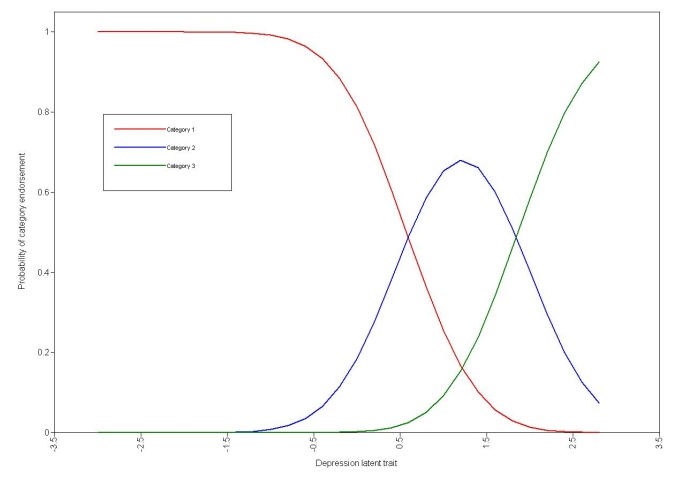 1
0.8
0.6
0.4
0.2
0
Probability of category endorsement
Category 1
Category 2
Category 3
-3.5
-2.5
-1.5
-0.5
0.5
1.5
2.5
3.5
Depression latent trait